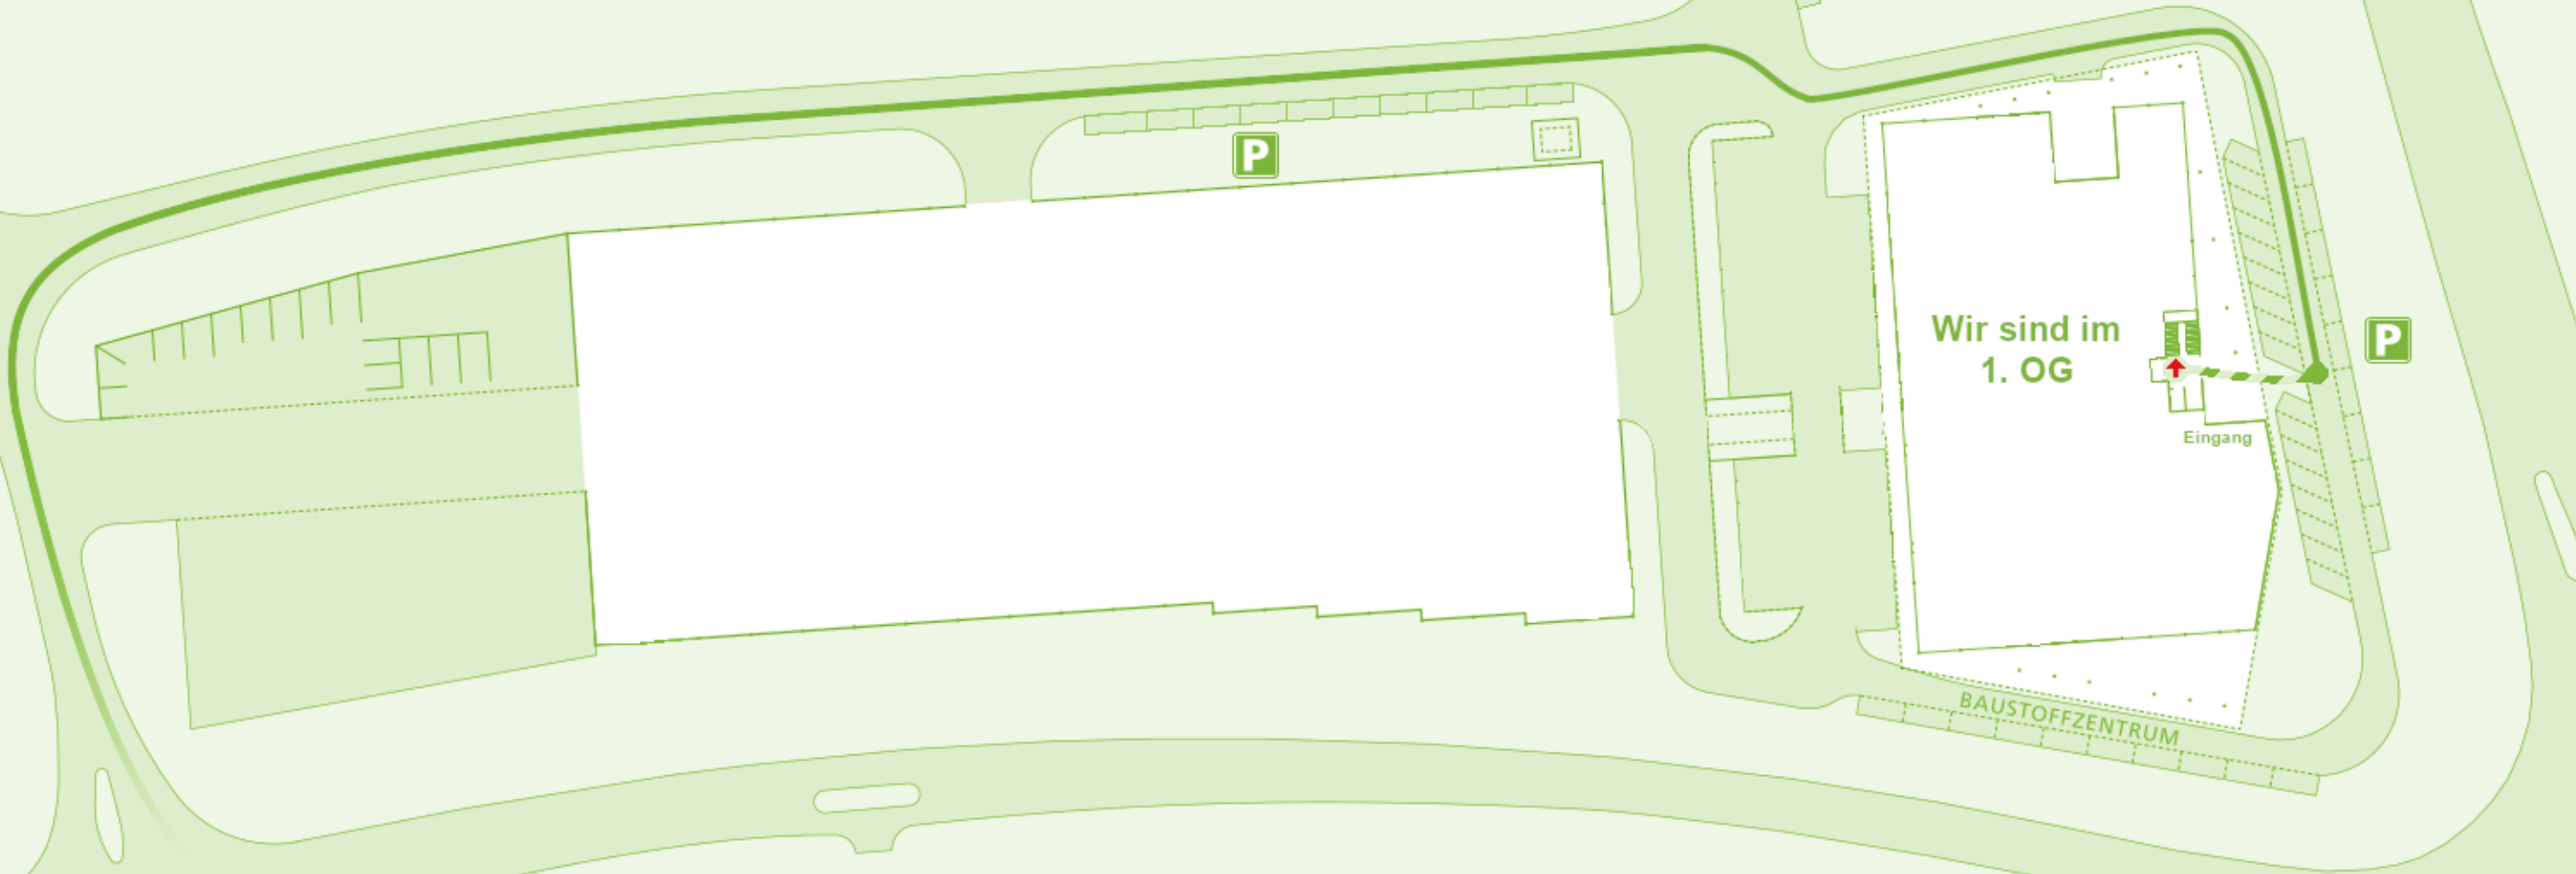 P
Wir sind im
1. OG
P
Eingang
BAUSTOFFZENTRUM